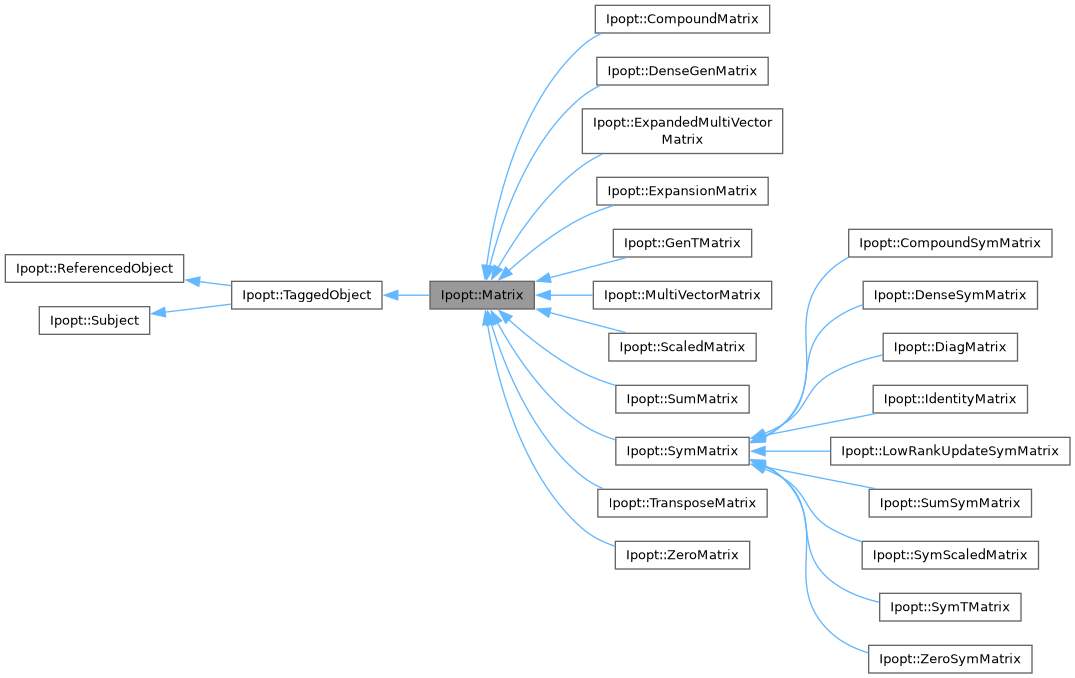 Ipopt::ReferencedObject
Ipopt::Subject
Ipopt::TaggedObject
Ipopt::Matrix
Ipopt::CompoundMatrix
Ipopt::DenseGenMatrix
Ipopt::ExpandedMultiVector
Matrix
Ipopt::ExpansionMatrix
Ipopt::GenTMatrix
Ipopt::MultiVectorMatrix
Ipopt::ScaledMatrix
Ipopt::SumMatrix
Ipopt::SymMatrix
Ipopt::TransposeMatrix
Ipopt::ZeroMatrix
Ipopt::CompoundSymMatrix
Ipopt::DenseSymMatrix
Ipopt::DiagMatrix
Ipopt::IdentityMatrix
Ipopt::LowRankUpdateSymMatrix
Ipopt::SumSymMatrix
Ipopt::SymScaledMatrix
Ipopt::SymTMatrix
Ipopt::ZeroSymMatrix